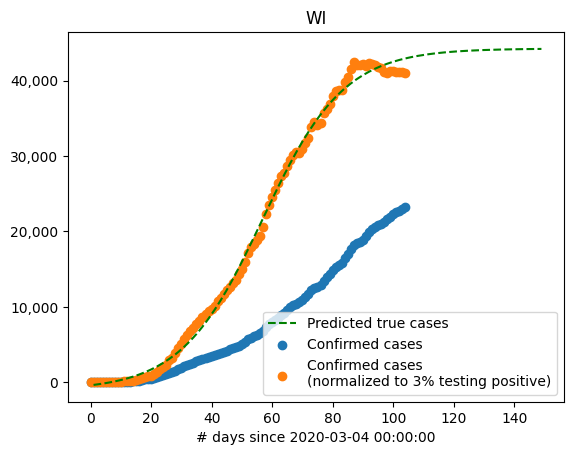 WI
40,000
30,000
20,000
10,000
0
Predicted true cases
Confirmed cases
Confirmed cases
(normalized to 3% testing positive)
0 20 40 60 80 100 120 140
# days since 2020-03-04 00:00:00